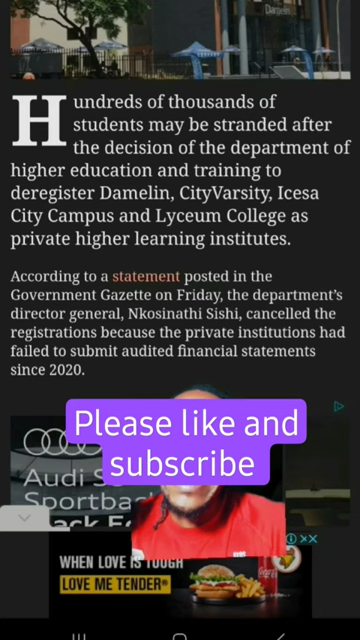 Damelin
Hundreds of thousands of
students may be stranded after
the decision of the department of
higher education and training to
deregister Damelin, CityVarsity, Icesa
City Campus and Lyceum College as
private higher learning institutes.
According to a statement posted in the
Government Gazette on Friday, the department's
director general, Nkosinathi Sishi, cancelled the
registrations because the private institutions had
failed to submit audited financial statements
since 2020.
Please like and
subscribe
Audi
Sportba
WHEN LOVE IS TOUGH
LOVE ME TENDER®